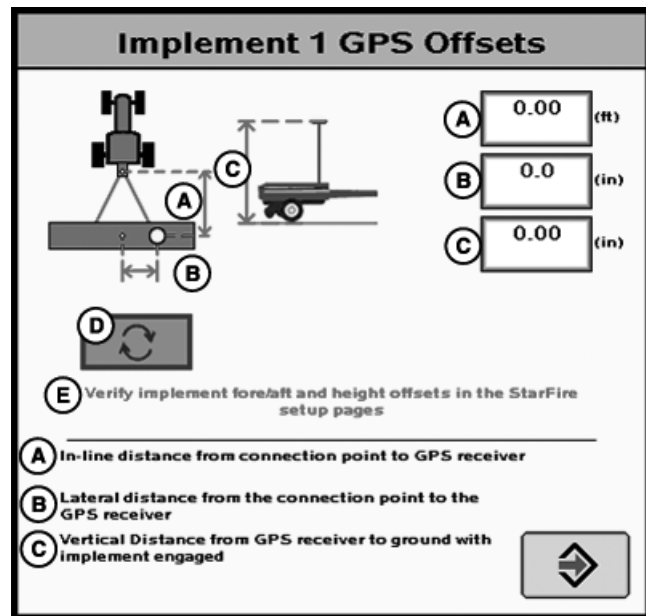 Implement 1 GPS Offsets
A
0.00
(ft)
C
A
B
0.0
(in)
C
0.00
(in)
B
D
E Verify implement fore/aft and height offsets in the StarFire
setup pages
A In-line distance from connection point to GPS receiver
B Lateral distance from the connection point to the
GPS receiver
C Vertical Distance from GPS receiver to ground with
implement engaged